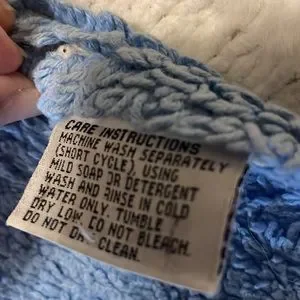 CARE INSTRUCTIONS
MACHINE WASH SEPARATELY
(SHORT CYCLE) USING
MILD SOAP OR DETERGENT
WASH AND RINSE IN COLD
WATER ONLY. TUMBLE
DRY LOW. DO NOT BLEACH.
DO NOT DRY CLEAN.